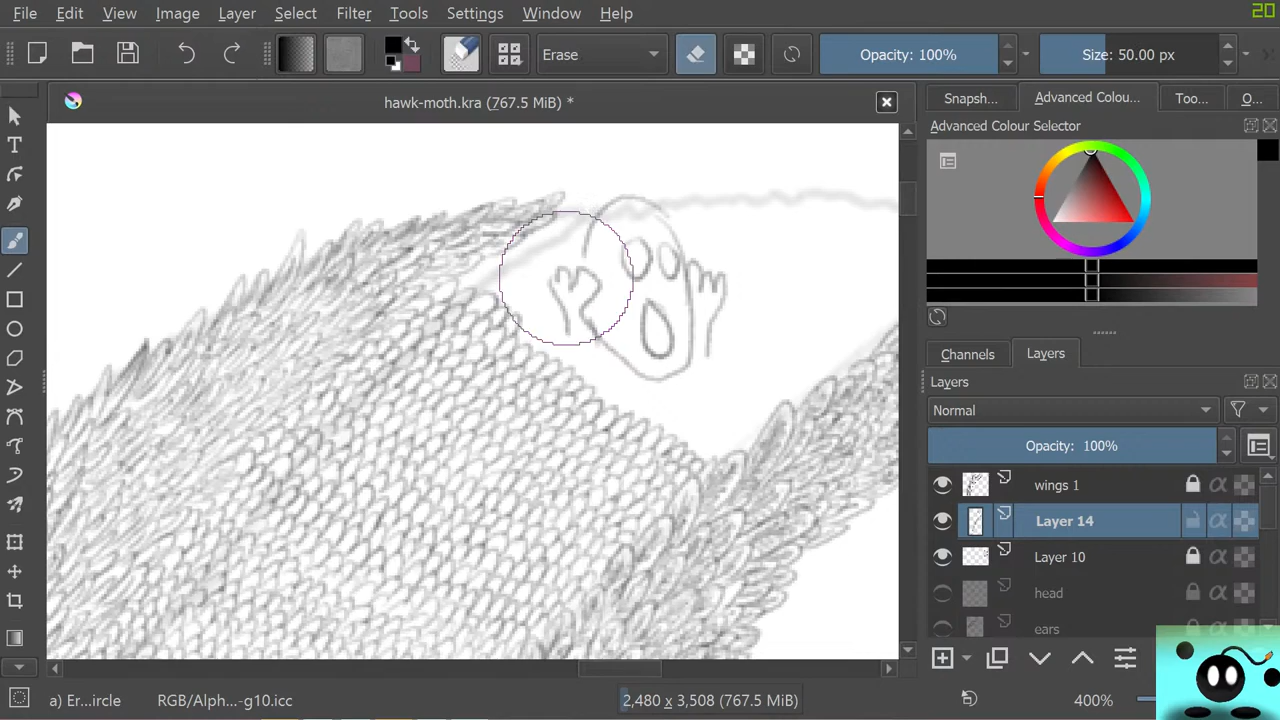 File Edit View Image Layer Select Filter Tools Settings Window Help 20
Erase Opacity: 100% Size: 50.00 px
hawk-moth.kra (767.5 MiB) *
Snapsh... Advanced Colou... Too... O...
Advanced Colour Selector
Channels Layers
Layers
Normal
Opacity: 100%
wings 1
Layer 14
Layer 10
head
ears
a) Er...ircle RGB/Alph...-g10.icc 2,480 x 3,508 (767.5 MiB) 400%